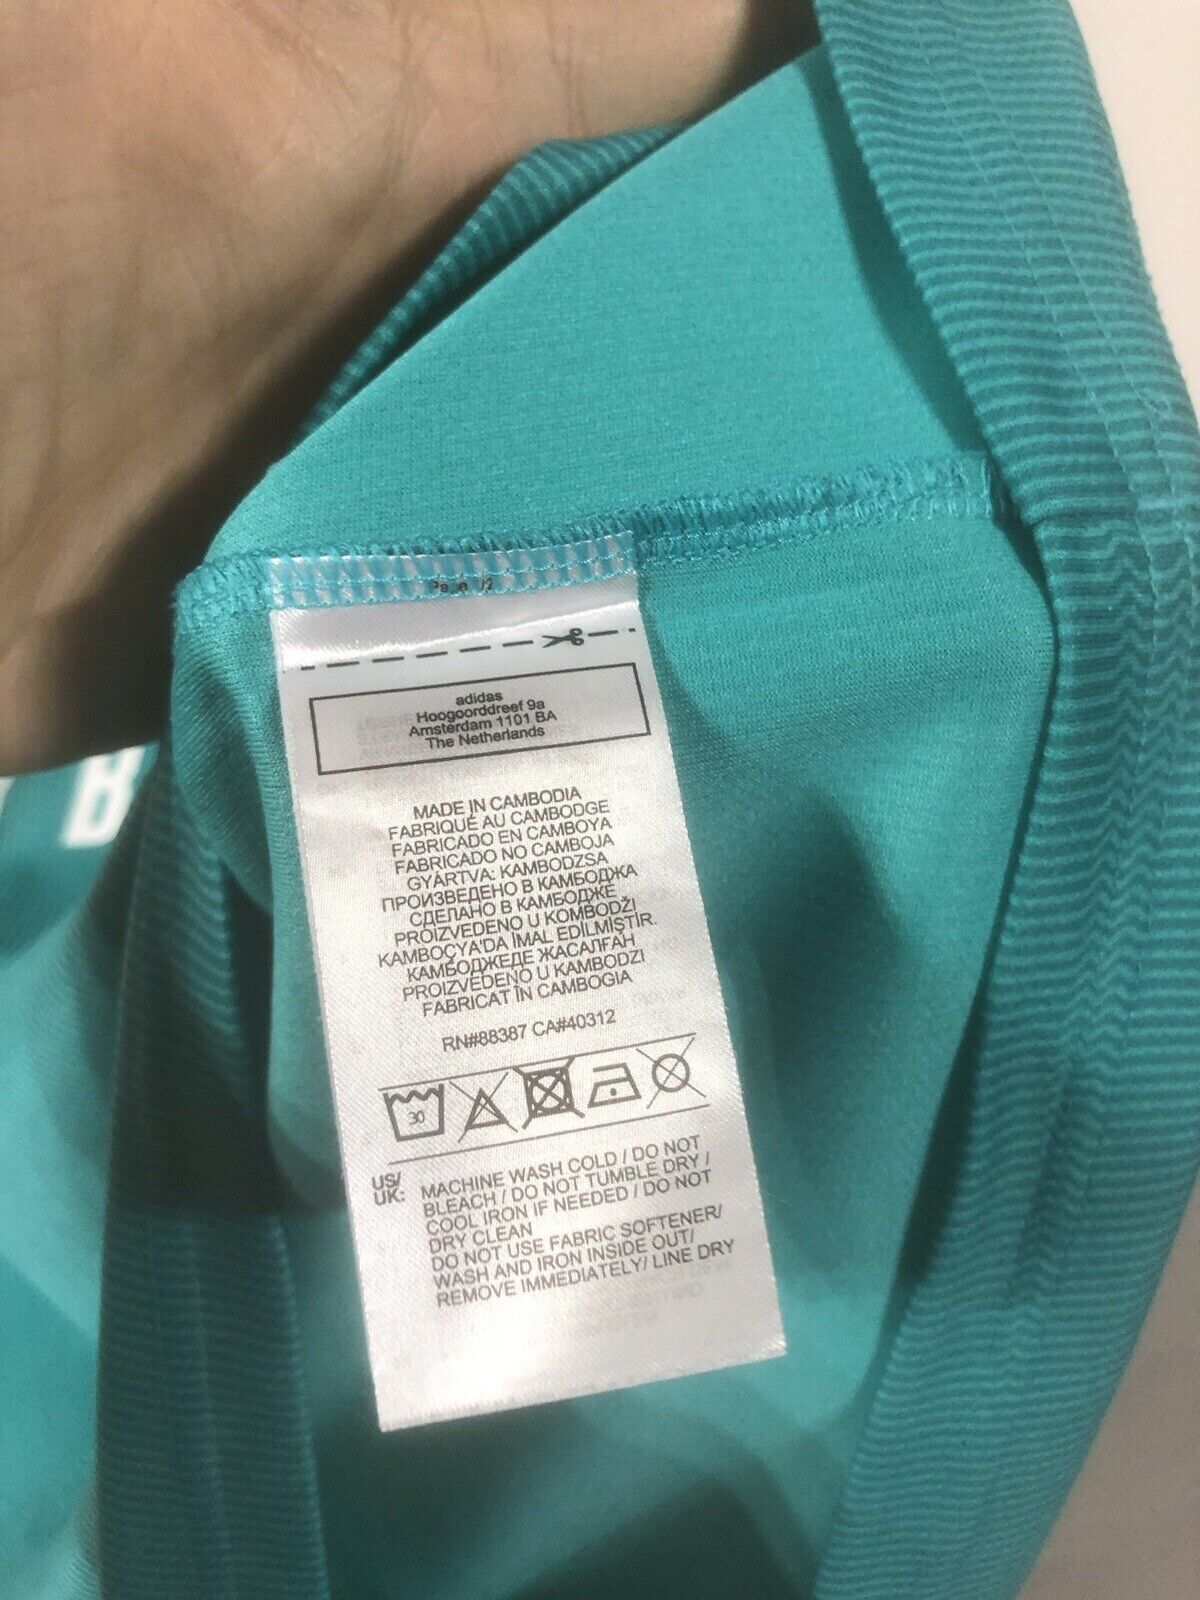 B
adidas
Hoogoorddreef 9a
Amsterdam 1101 BA
The Netherlands
MADE IN CAMBODIA
FABRIQUÉ AU CAMBODGE
FABRICADO EN CAMBOYA
FABRICADO NO CAMBOJA
GYÁRTVA: KAMBODZSA
ПРОИЗВЕДЕНО В КАМБОДЖА
СДЕЛАНО В КАМБОДЖЕ
PROIZVEDENO U KOMBODŽI
KAMBOÇYA'DA İMAL EDİLMİŞTİR.
КАМБОДЖЕДЕ ЖАСАЛҒАН
PROIZVEDENO U KAMBODZI
FABRICAT ÎN CAMBOGIA
RN#88387 CA#40312
30
US/
UK:
MACHINE WASH COLD / DO NOT
BLEACH / DO NOT TUMBLE DRY /
COOL IRON IF NEEDED / DO NOT
DRY CLEAN
DO NOT USE FABRIC SOFTENER/
WASH AND IRON INSIDE OUT/
REMOVE IMMEDIATELY/ LINE DRY